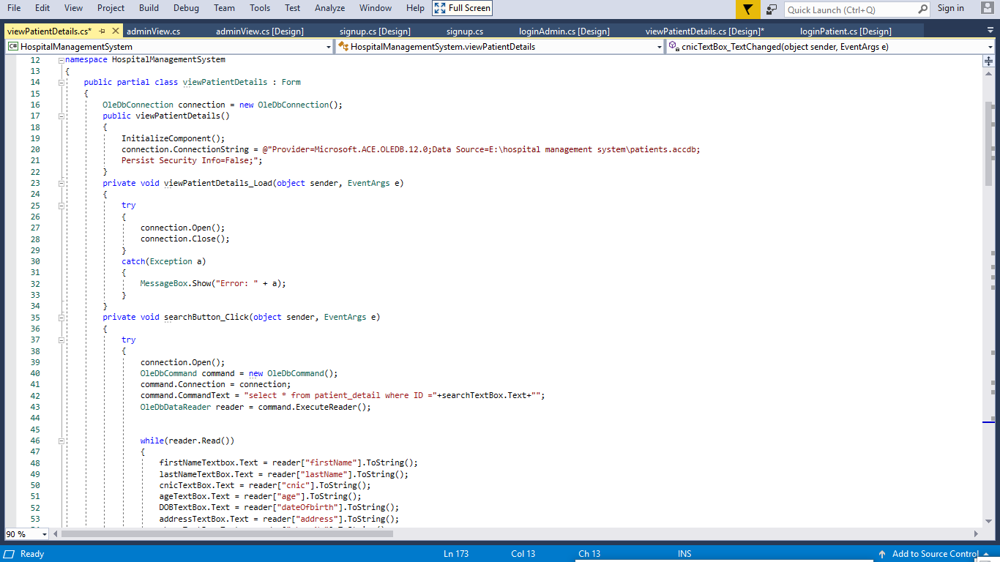 File Edit View Project Build Debug Team Tools Test Analyze Window Help Full Screen Quick Launch (Ctrl+Q) Sign in
viewPatientDetails.cs* adminView.cs adminView.cs [Design] signup.cs [Design] signup.cs loginAdmin.cs [Design] viewPatientDetails.cs [Design]* loginPatient.cs [Design]
C# HospitalManagementSystem HospitalManagementSystem.viewPatientDetails cnicTextBox_TextChanged(object sender, EventArgs e)
12 namespace HospitalManagementSystem
13 {
14 public partial class viewPatientDetails : Form
15 {
16 OleDbConnection connection = new OleDbConnection();
17 public viewPatientDetails()
18 {
19 InitializeComponent();
20 connection.ConnectionString = @"Provider=Microsoft.ACE.OLEDB.12.0;Data Source=E:\hospital management system\patients.accdb;
21 Persist Security Info=False;";
22 }
23 private void viewPatientDetails_Load(object sender, EventArgs e)
24 {
25 try
26 {
27 connection.Open();
28 connection.Close();
29 }
30 catch(Exception a)
31 {
32 MessageBox.Show("Error: " + a);
33 }
34 }
35 private void searchButton_Click(object sender, EventArgs e)
36 {
37 try
38 {
39 connection.Open();
40 OleDbCommand command = new OleDbCommand();
41 command.Connection = connection;
42 command.CommandText = "select * from patient_detail where ID ="+searchTextBox.Text+"";
43 OleDbDataReader reader = command.ExecuteReader();
44
45
46 while(reader.Read())
47 {
48 firstNameTextbox.Text = reader["firstName"].ToString();
49 lastNameTextBox.Text = reader["lastName"].ToString();
50 cnicTextBox.Text = reader["cnic"].ToString();
51 ageTextBox.Text = reader["age"].ToString();
52 DOBTextBox.Text = reader["dateOfbirth"].ToString();
53 addressTextBox.Text = reader["address"].ToString();
90 %
Ready Ln 173 Col 13 Ch 13 INS Add to Source Control